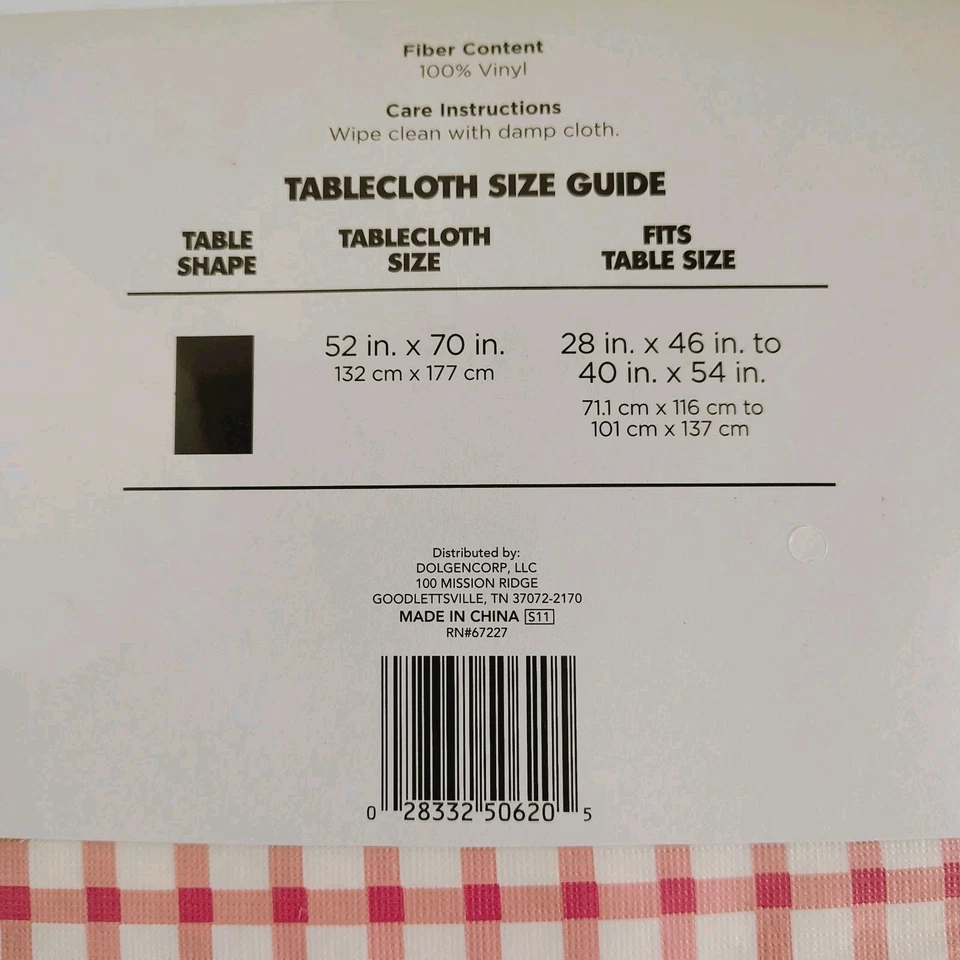 Fiber Content
100% Vinyl
Care Instructions
Wipe clean with damp cloth.
TABLECLOTH SIZE GUIDE
TABLE SHAPE
TABLECLOTH SIZE
FITS TABLE SIZE
52 in. x 70 in.
132 cm x 177 cm
28 in. x 46 in. to
40 in. x 54 in.
71.1 cm x 116 cm to
101 cm x 137 cm
Distributed by:
DOLGENCORP, LLC
100 MISSION RIDGE
GOODLETTSVILLE, TN 37072-2170
MADE IN CHINA S11
RN#67227
0 28332 50620 5